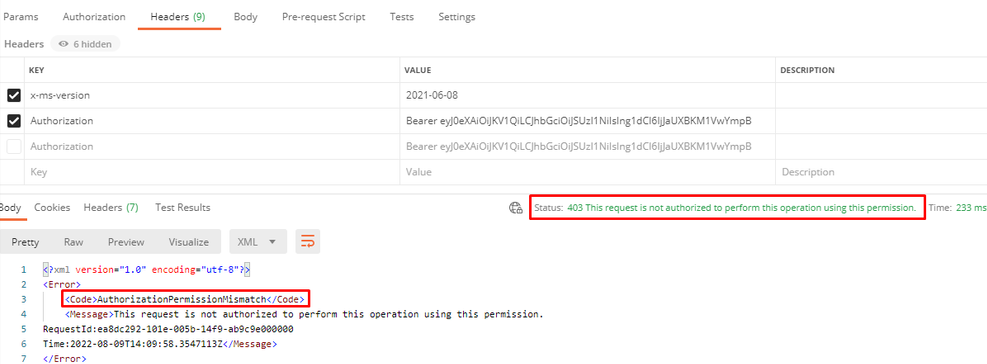 Params Authorization Headers (9) Body Pre-request Script Tests Settings
Headers 6 hidden
KEY VALUE DESCRIPTION
x-ms-version 2021-06-08
Authorization Bearer eyJ0eXAiOiJKV1QiLCJhbGciOiJSUzI1NiIsIng1dCI6IjJaUXBKM1VwYmpB
Authorization Bearer eyJ0eXAiOiJKV1QiLCJhbGciOiJSUzI1NiIsIng1dCI6IjJaUXBKM1VwYmpB
Key Value Description
Body Cookies Headers (7) Test Results Status: 403 This request is not authorized to perform this operation using this permission. Time: 233 ms
Pretty Raw Preview Visualize XML
1 <?xml version="1.0" encoding="utf-8"?>
2 <Error>
3 <Code>AuthorizationPermissionMismatch</Code>
4 <Message>This request is not authorized to perform this operation using this permission.
5 RequestId:ea8dc292-101e-005b-14f9-ab9c9e000000
6 Time:2022-08-09T14:09:58.3547113Z</Message>
7 </Error>